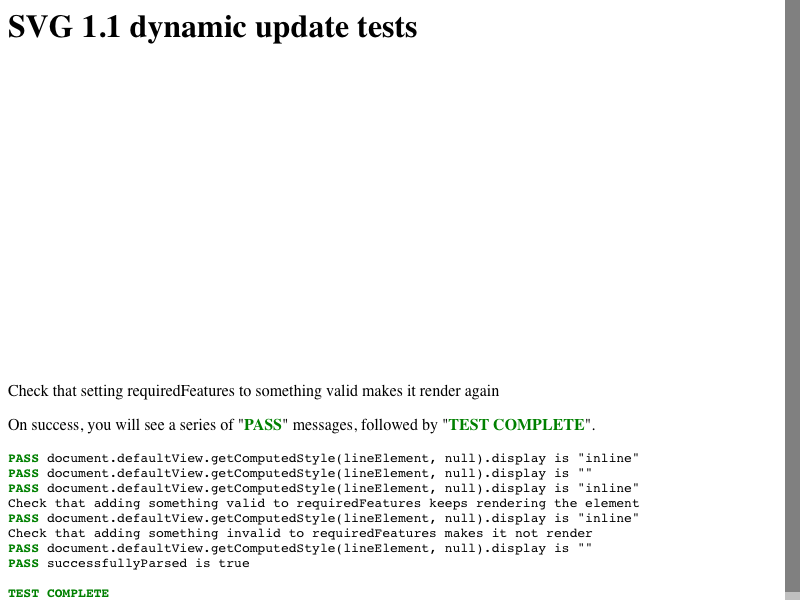 SVG 1.1 dynamic update tests
Check that setting requiredFeatures to something valid makes it render again
On success, you will see a series of "PASS" messages, followed by "TEST COMPLETE".
PASS document.defaultView.getComputedStyle(lineElement, null).display is "inline"
PASS document.defaultView.getComputedStyle(lineElement, null).display is ""
PASS document.defaultView.getComputedStyle(lineElement, null).display is "inline"
Check that adding something valid to requiredFeatures keeps rendering the element
PASS document.defaultView.getComputedStyle(lineElement, null).display is "inline"
Check that adding something invalid to requiredFeatures makes it not render
PASS document.defaultView.getComputedStyle(lineElement, null).display is ""
PASS successfullyParsed is true
TEST COMPLETE